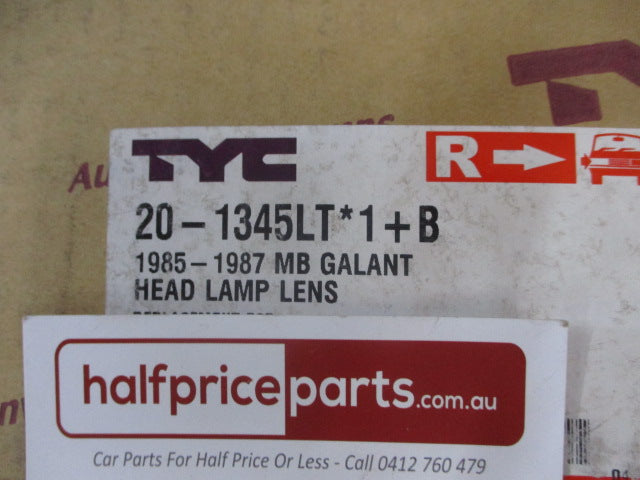 TYC
R
20-1345LT*1+B
1985-1987 MB GALANT
HEAD LAMP LENS
halfpriceparts.com.au
Car Parts For Half Price Or Less - Call 0412 760 479